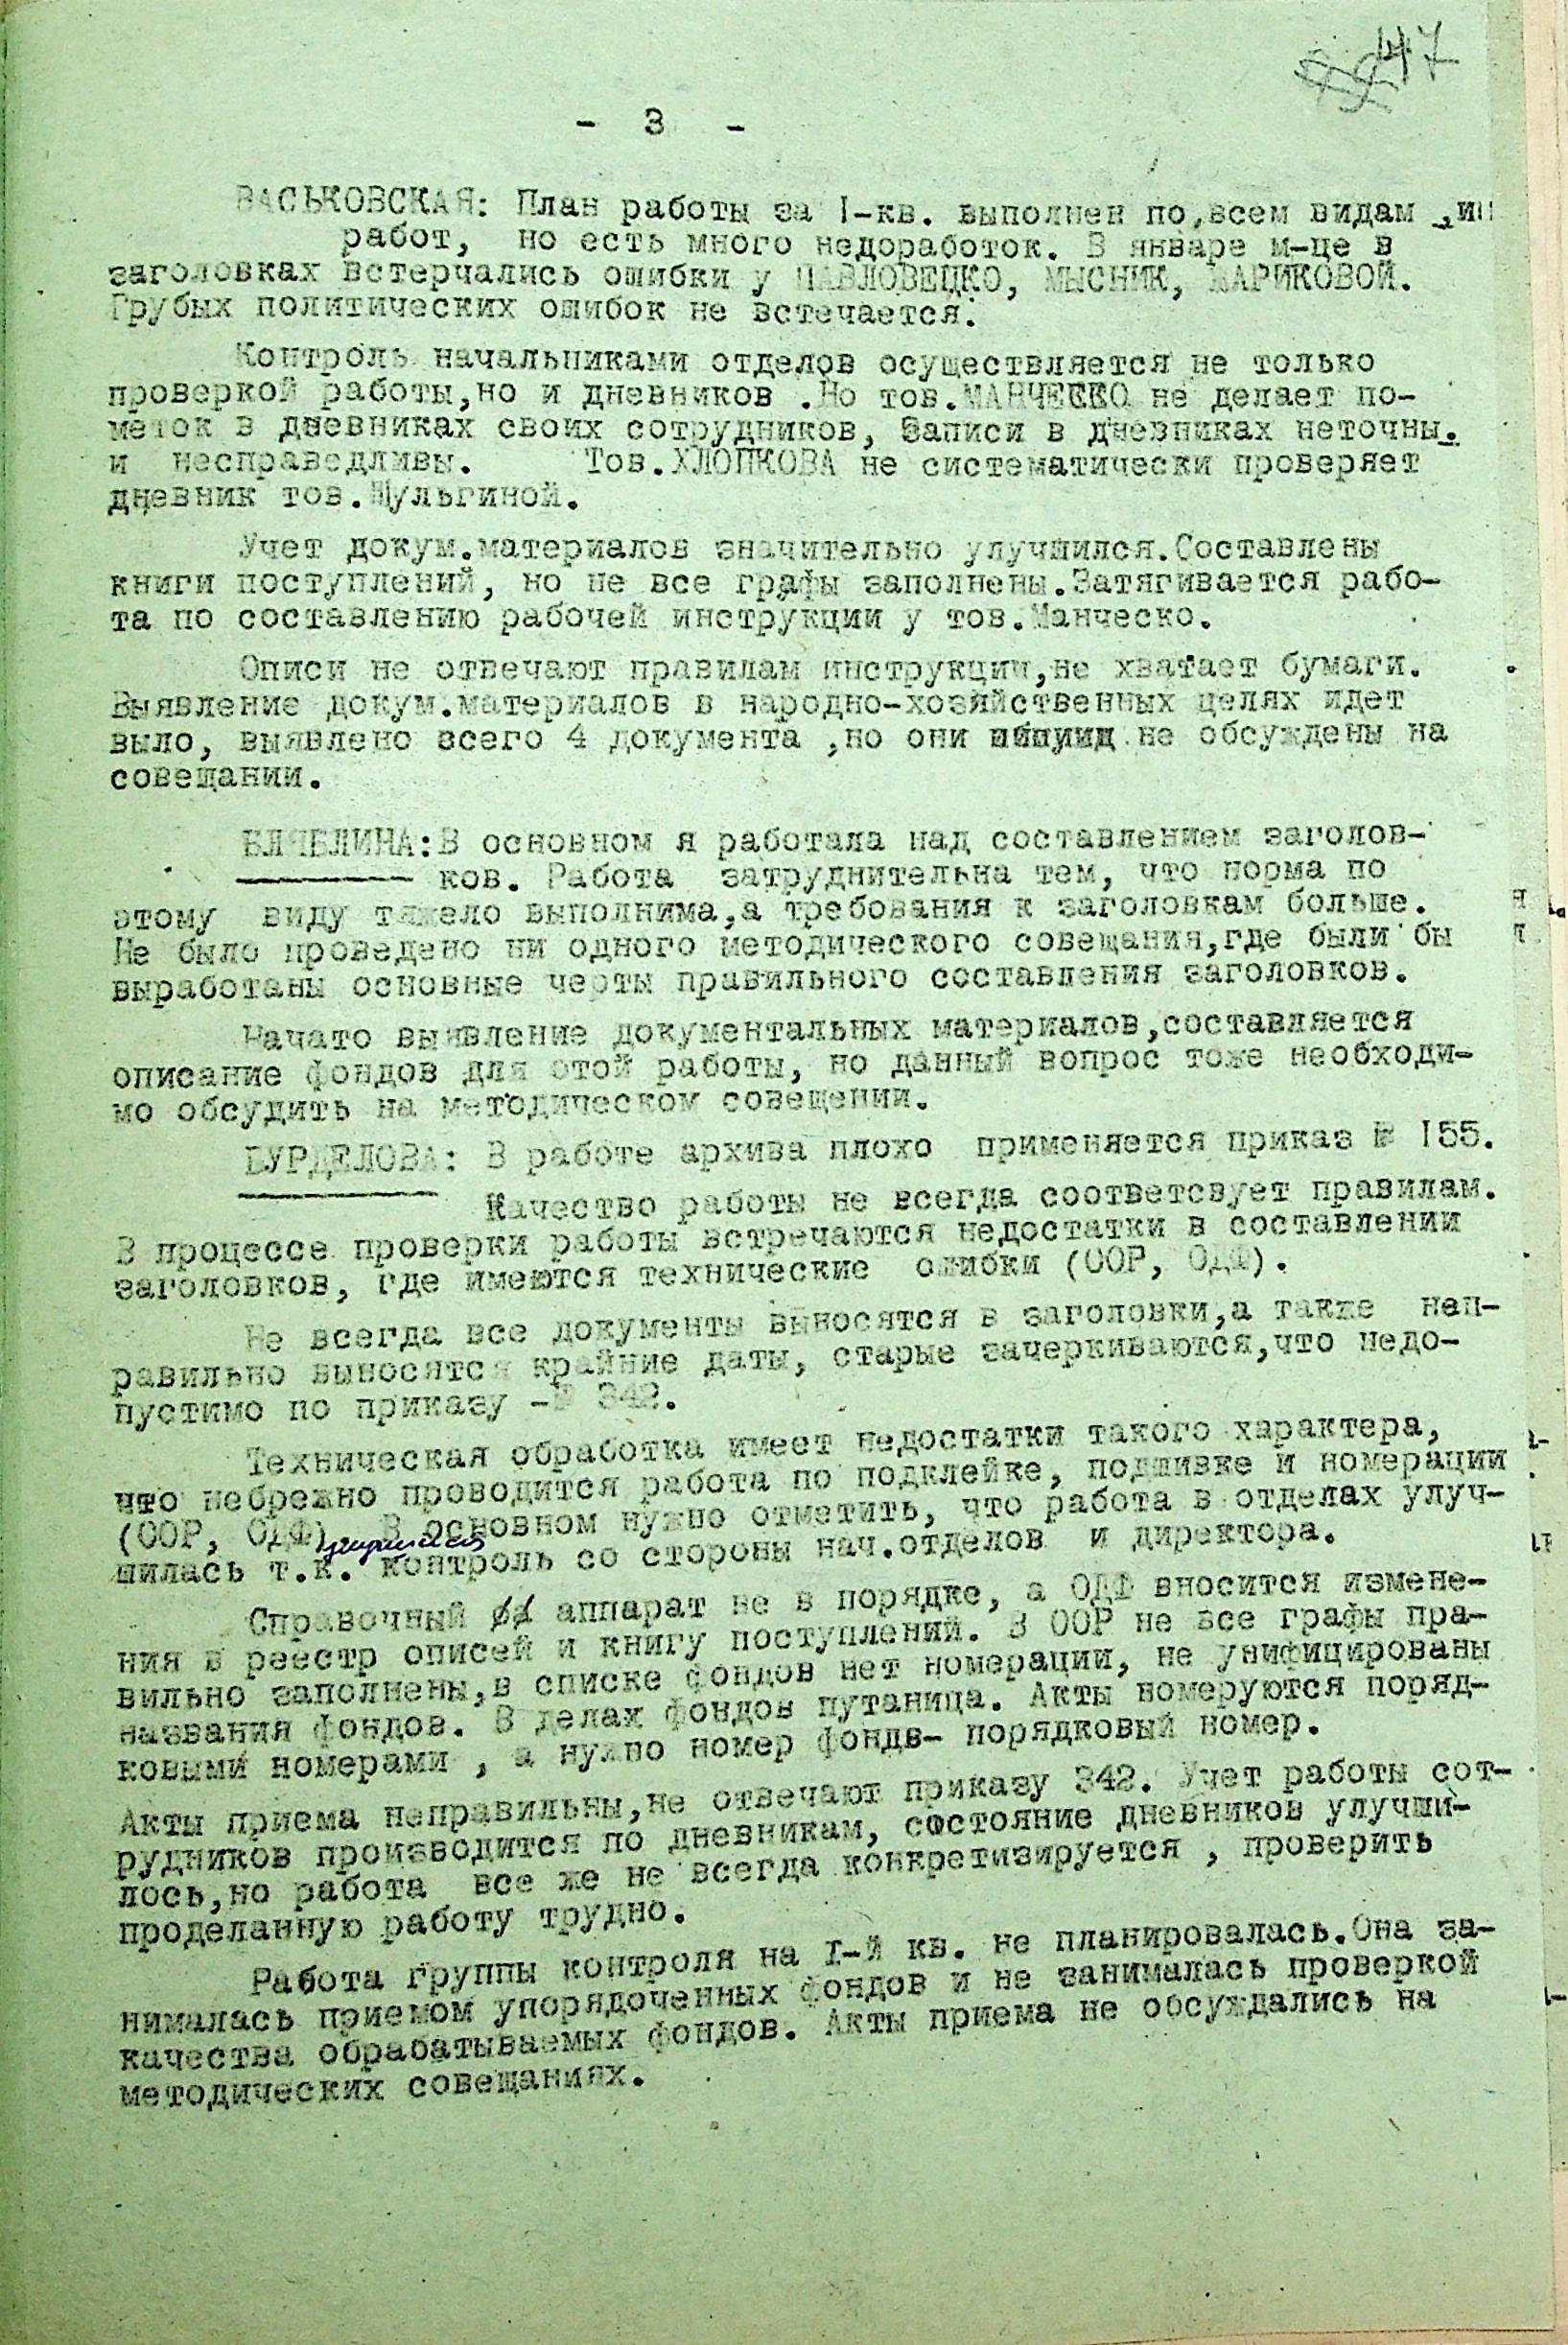 47
- 3 -
ВАСЬКОВСКАЯ: План работы за I-кв. выполнен по всем видам
работ, но есть много недоработок. В январе м-це в
заголовках встерчались ошибки у ПАВЛОВЕЦКО, МЫСНИК, МАРИКОВОЙ.
Грубых политических ошибок не встечается.
Контроль начальниками отделов осуществляется не только
проверкой работы,но и дневников .Но тов.МАНЧЕСКО не делает по-
меток в дневниках своих сотрудников, Записи в дневниках неточны.
и несправедливы. Тов.ХЛОПКОВА не систематически проверяет
дневник тов.Шульгиной.
Учет докум.материалов значительно улучшился.Составлены
книги поступлений, но не все графы заполнены.Затягивается рабо-
та по составлению рабочей инструкции у тов.Манческо.
Описи не отвечают правилам инструкции,не хватает бумаги.
Выявление докум.материалов в народно-хозяйственных целях идет
выло, выявлено всего 4 документа ,но они не обсуждены на
совещании.
БЛЯБЛИНА:В основном я работала над составлением заголов-
ков. Работа затруднительна тем, что норма по
этому виду тяжело выполнима,а требования к заголовкам больше.
Не было проведено ни одного методического совещания,где были бы
выработаны основные черты правильного составления заголовков.
Начато выявление документальных материалов,составляется
описание фондов для этой работы, но данный вопрос тоже необходи-
мо обсудить на методическом совещении.
БУРДЕЛОВА: В работе архива плохо применяется приказ № I55.
Качество работы не всегда соответсвует правилам.
В процессе проверки работы встречаются недостатки в составлении
заголовков, где имеются технические ошибки (ООР, ОДФ).
Не всегда все документы выносятся в заголовки,а также неп-
равильно выносятся крайние даты, старые зачеркиваются,что недо-
пустимо по приказу -№ 342.
Техническая обработка имеет недостатки такого характера,
что небрежно проводится работа по подклейке, подшивке и номерации
(ООР, ОДФ). В основном нужно отметить, что работа в отделах улуч-
шилась т.к. контроль со стороны нач.отделов и директора.
Справочный аппарат не в порядке, а ОДФ вносится измене-
ния в реестр описей и книгу поступлений. В ООР не все графы пра-
вильно заполнены,в списке фондов нет номерации, не унифицированы
названия фондов. В делах фондов путаница. Акты номеруются поряд-
ковыми номерами , а нужно номер фондв- порядковый номер.
Акты приема неправильны,не отвечают приказу 342. Учет работы сот-
рудников производится по дневникам, состояние дневников улучши-
лось,но работа все же не всегда конкретизируется , проверить
проделанную работу трудно.
Работа группы контроля на I-й кв. не планировалась.Она за-
нималась приемом упорядоченных фондов и не занималась проверкой
качества обрабатываемых фондов. Акты приема не обсуждались на
методических совещаниях.